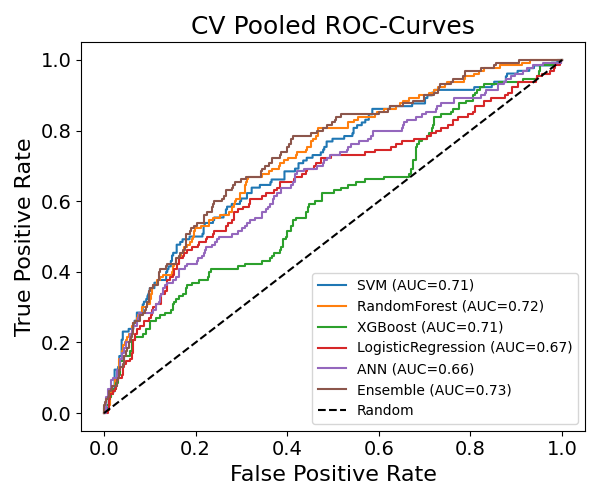 CV Pooled ROC-Curves
True Positive Rate
1.0
0.8
0.6
0.4
0.2
0.0
SVM (AUC=0.71)
RandomForest (AUC=0.72)
XGBoost (AUC=0.71)
LogisticRegression (AUC=0.67)
ANN (AUC=0.66)
Ensemble (AUC=0.73)
Random
0.0 0.2 0.4 0.6 0.8 1.0
False Positive Rate